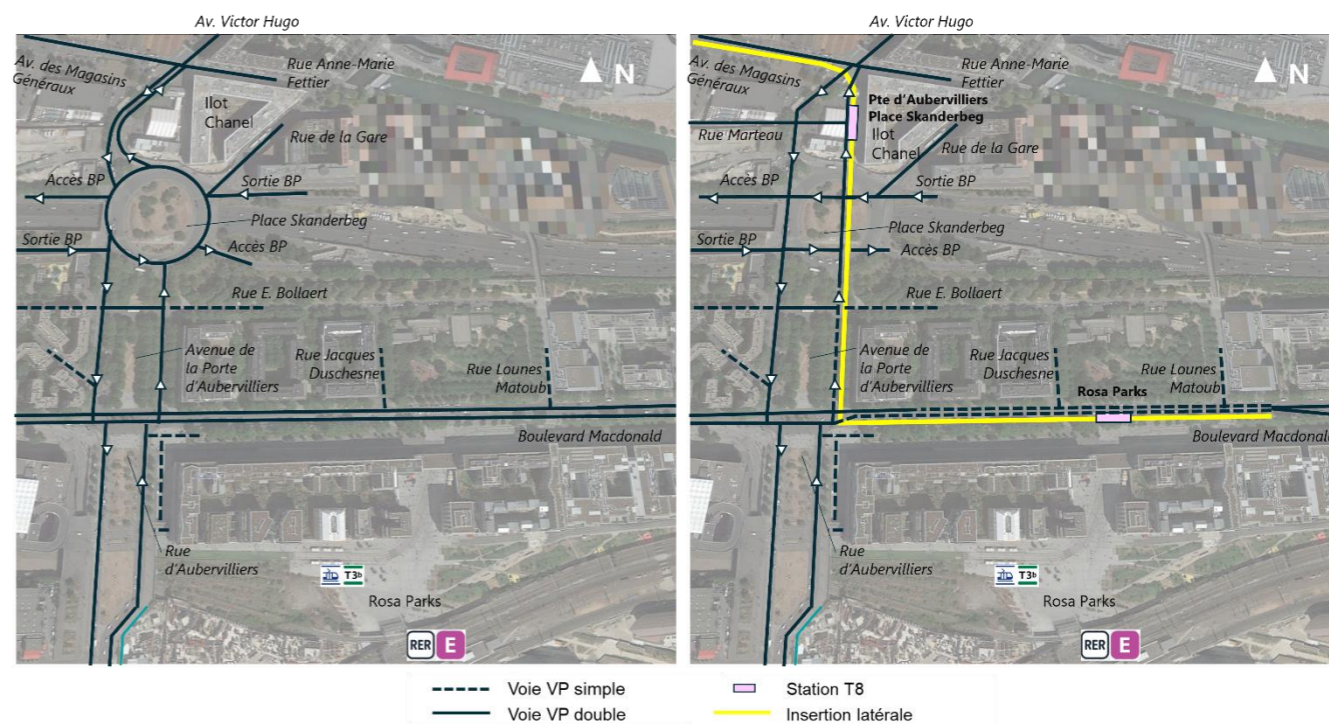 Av. Victor Hugo
Av. des Magasins
Généraux
Rue Anne-Marie
Fettier
N
Ilot
Chanel
Rue de la Gare
Accès BP
Sortie BP
Place Skanderbeg
Sortie BP
Accès BP
Rue E. Bollaert
Avenue de
la Porte
d'Aubervilliers
Rue Jacques
Duschesne
Rue Lounes
Matoub
Boulevard Macdonald
Rue
d'Aubervilliers
T3b
Rosa Parks
RER E
Av. Victor Hugo
Av. des Magasins
Généraux
Rue Anne-Marie
Fettier
N
Pte d'Aubervilliers
Place Skanderbeg
Rue Marteau
Ilot
Chanel
Rue de la Gare
Accès BP
Sortie BP
Place Skanderbeg
Sortie BP
Accès BP
Rue E. Bollaert
Avenue de
la Porte
d'Aubervilliers
Rue Jacques
Duschesne
Rue Lounes
Matoub
Rosa Parks
Boulevard Macdonald
Rue
d'Aubervilliers
T3b
Rosa Parks
RER E
Voie VP simple
Station T8
Voie VP double
Insertion latérale